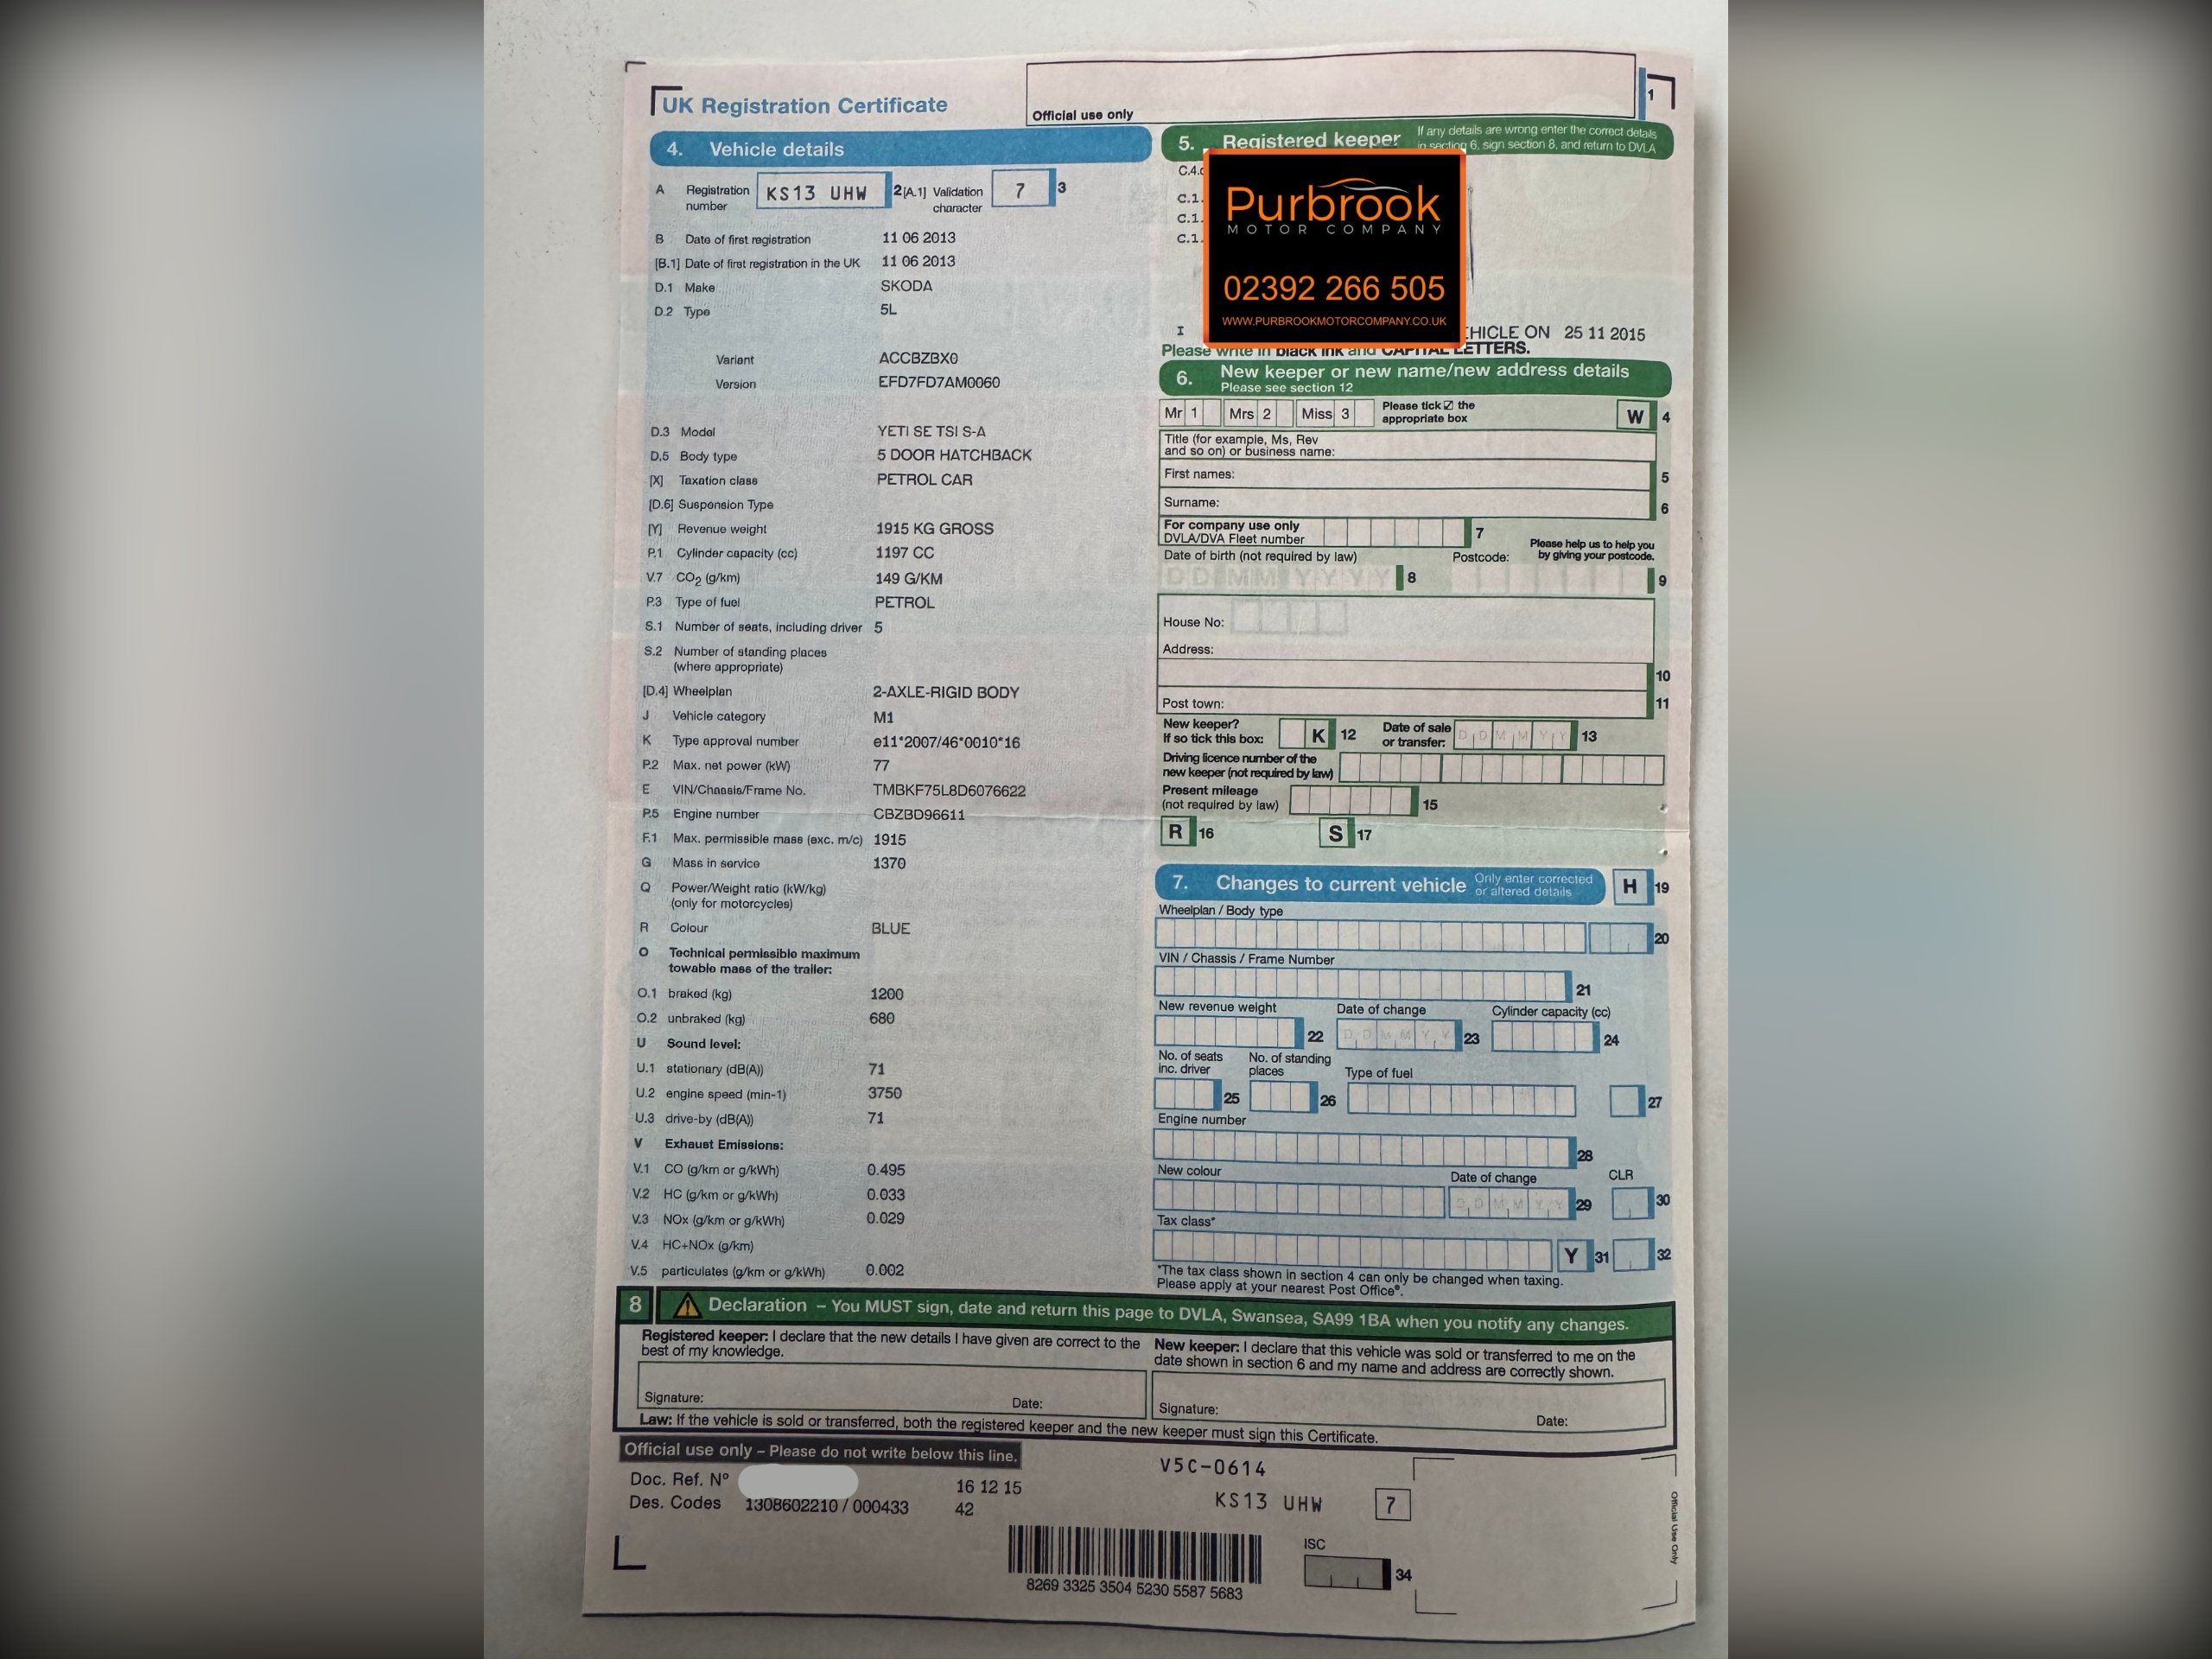 UK Registration Certificate
Official use only
1
4. Vehicle details
A Registration number KS13 UHW 2 [A.1] Validation character 7 3
B Date of first registration 11 06 2013
[B.1] Date of first registration in the UK 11 06 2013
D.1 Make SKODA
D.2 Type 5L
Variant ACCBZBX0
Version EFD7FD7AM0060
D.3 Model YETI SE TSI S-A
D.5 Body type 5 DOOR HATCHBACK
[X] Taxation class PETROL CAR
[D.6] Suspension Type
[Y] Revenue weight 1915 KG GROSS
P.1 Cylinder capacity (cc) 1197 CC
V.7 CO2 (g/km) 149 G/KM
P.3 Type of fuel PETROL
S.1 Number of seats, including driver 5
S.2 Number of standing places
(where appropriate)
[D.4] Wheelplan 2-AXLE-RIGID BODY
J Vehicle category M1
K Type approval number e11*2007/46*0010*16
P.2 Max. net power (kW) 77
E VIN/Chassis/Frame No. TMBKF75L8D6076622
P.5 Engine number CBZBD96611
F.1 Max. permissible mass (exc. m/c) 1915
G Mass in service 1370
Q Power/Weight ratio (kW/kg)
(only for motorcycles)
R Colour BLUE
O Technical permissible maximum
towable mass of the trailer:
O.1 braked (kg) 1200
O.2 unbraked (kg) 680
U Sound level:
U.1 stationary (dB(A)) 71
U.2 engine speed (min-1) 3750
U.3 drive-by (dB(A)) 71
V Exhaust Emissions:
V.1 CO (g/km or g/kWh) 0.495
V.2 HC (g/km or g/kWh) 0.033
V.3 NOx (g/km or g/kWh) 0.029
V.4 HC+NOx (g/km)
V.5 particulates (g/km or g/kWh) 0.002
5. Registered keeper If any details are wrong enter the correct details
in section 6, sign section 8, and return to DVLA
C.4.
C.1.
C.1.
C.1.
Purbrook
MOTOR COMPANY
02392 266 505
WWW.PURBROOKMOTORCOMPANY.CO.UK
I HICLE ON 25 11 2015
Please write in black ink and CAPITAL LETTERS.
6. New keeper or new name/new address details
Please see section 12
Mr 1 Mrs 2 Miss 3 Please tick ☑ the
appropriate box W 4
Title (for example, Ms, Rev
and so on) or business name:
First names: 5
Surname: 6
For company use only
DVLA/DVA Fleet number 7
Please help us to help you
by giving your postcode.
Date of birth (not required by law) Postcode:
D D M M Y Y Y Y 8 9
House No:
Address:
10
Post town: 11
New keeper?
If so tick this box: K 12 Date of sale
or transfer: D D M M Y Y 13
Driving licence number of the
new keeper (not required by law)
Present mileage
(not required by law) 15
R 16 S 17
7. Changes to current vehicle Only enter corrected
or altered details H 19
Wheelplan / Body type
20
VIN / Chassis / Frame Number
21
New revenue weight Date of change Cylinder capacity (cc)
22 D D M M Y Y 23 24
No. of seats
inc. driver No. of standing
places Type of fuel
25 26 27
Engine number
28
New colour Date of change CLR
D D M M Y Y 29 30
Tax class*
Y 31 32
*The tax class shown in section 4 can only be changed when taxing.
Please apply at your nearest Post Office®.
8 Declaration – You MUST sign, date and return this page to DVLA, Swansea, SA99 1BA when you notify any changes.
Registered keeper: I declare that the new details I have given are correct to the
best of my knowledge.
Signature: Date:
New keeper: I declare that this vehicle was sold or transferred to me on the
date shown in section 6 and my name and address are correctly shown.
Signature: Date:
Law: If the vehicle is sold or transferred, both the registered keeper and the new keeper must sign this Certificate.
Official use only – Please do not write below this line.
Doc. Ref. Nº 16 12 15
Des. Codes 1308602210 / 000433 42
V5C-0614
KS13 UHW 7
8269 3325 3504 5230 5587 5683
ISC
34
Official Use Only